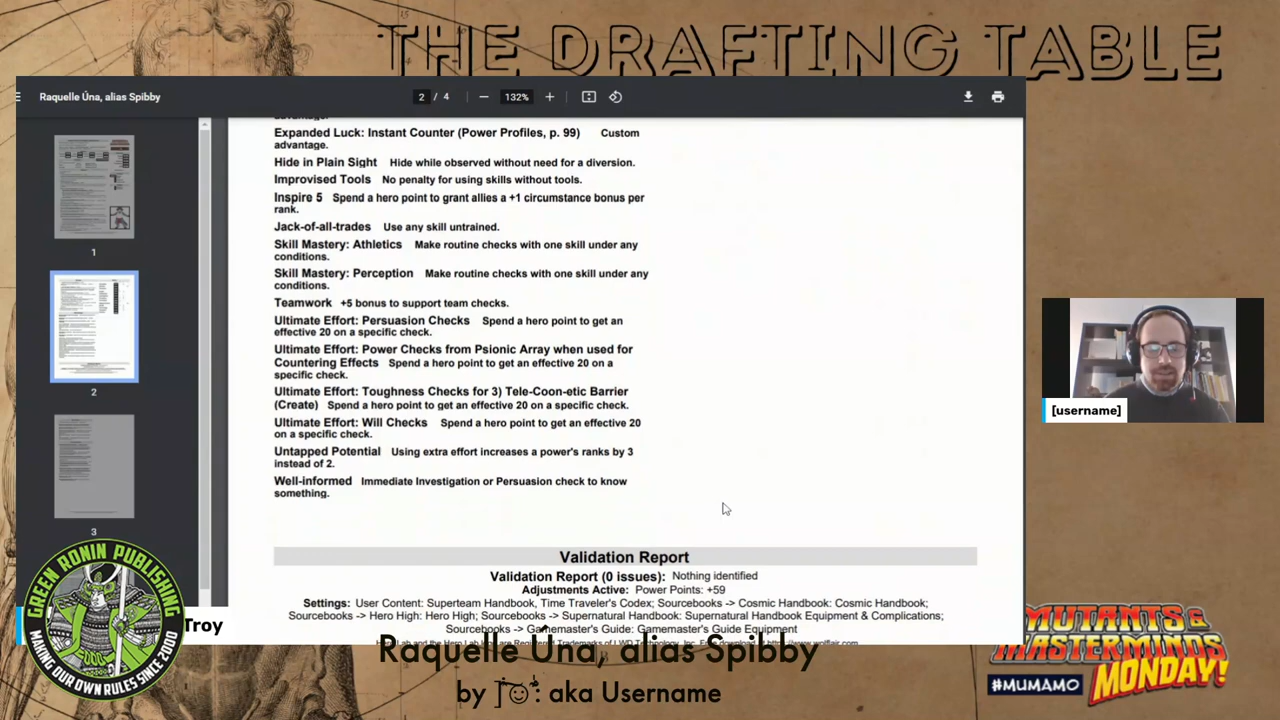 THE DRAFTING TABLE
Raquelle Úna, alias Spibby
2 / 4
132%
Expanded Luck: Instant Counter (Power Profiles, p. 99) Custom
advantage.
Hide in Plain Sight Hide while observed without need for a diversion.
Improvised Tools No penalty for using skills without tools.
Inspire 5 Spend a hero point to grant allies a +1 circumstance bonus per
rank.
Jack-of-all-trades Use any skill untrained.
Skill Mastery: Athletics Make routine checks with one skill under any
conditions.
Skill Mastery: Perception Make routine checks with one skill under any
conditions.
Teamwork +5 bonus to support team checks.
Ultimate Effort: Persuasion Checks Spend a hero point to get an
effective 20 on a specific check.
Ultimate Effort: Power Checks from Psionic Array when used for
Countering Effects Spend a hero point to get an effective 20 on a
specific check.
Ultimate Effort: Toughness Checks for 3) Tele-Coon-etic Barrier
(Create) Spend a hero point to get an effective 20 on a specific check.
Ultimate Effort: Will Checks Spend a hero point to get an effective 20
on a specific check.
Untapped Potential Using extra effort increases a power's ranks by 3
instead of 2.
Well-informed Immediate Investigation or Persuasion check to know
something.
Validation Report
Validation Report (0 issues): Nothing identified
Adjustments Active: Power Points: +59
Settings: User Content: Superteam Handbook, Time Traveler's Codex; Sourcebooks -> Cosmic Handbook: Cosmic Handbook;
Sourcebooks -> Hero High: Hero High; Sourcebooks -> Supernatural Handbook: Supernatural Handbook Equipment & Complications;
Sourcebooks -> Gamemaster's Guide: Gamemaster's Guide Equipment
1
2
3
[username]
Troy
GREEN RONIN PUBLISHING
MAKING OUR OWN RULES SINCE 2000
Raquelle Úna, alias Spibby
aka Username
by
MUTANTS &
MASTERMINDS
MONDAY!
#MUMAMO